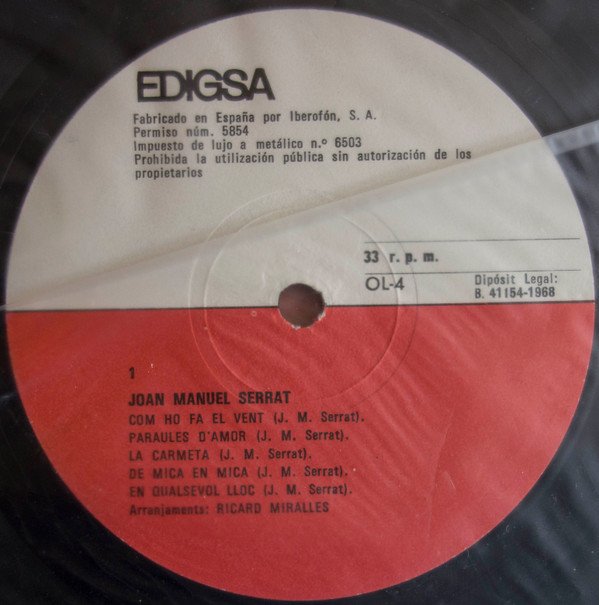 EDIGSA
Fabricado en España por Iberofón, S. A.
Permiso núm. 5854
Impuesto de lujo a metálico n.º 6503
Prohibida la utilización pública sin autorización de los
propietarios
33 r. p. m.
OL-4
Dipósit Legal:
B. 41154-1968
1
JOAN MANUEL SERRAT
COM HO FA EL VENT (J. M. Serrat).
PARAULES D'AMOR (J. M. Serrat).
LA CARMETA (J. M. Serrat).
DE MICA EN MICA (J. M. Serrat).
EN QUALSEVOL LLOC (J. M. Serrat).
Arranjaments: RICARD MIRALLES